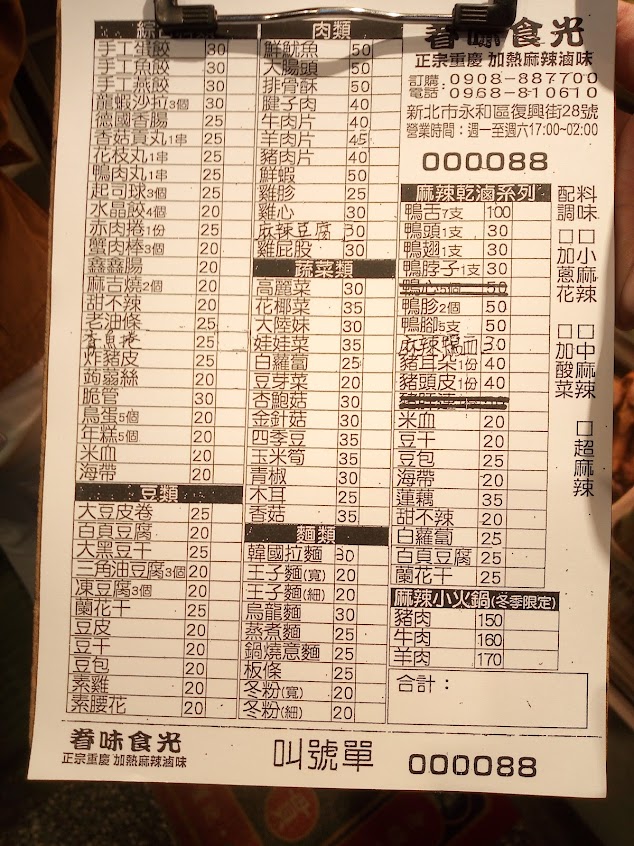 肉類
手工蛋餃 30
手工魚餃 30
手工燕餃 30
龍蝦沙拉3個 30
德國香腸 25
香菇貢丸1串 25
花枝丸1串 25
鴨肉丸1串 25
起司球3個 25
水晶餃4個 20
赤肉捲1份 25
蟹肉棒3個 20
鑫鑫腸 20
麻古燒2個 20
甜不辣 20
老油條 25
25
炸豬皮 25
蒟蒻絲 20
脆管 30
鳥蛋5個 20
年糕5個 20
米血 20
海帶 20
豆類
大豆皮卷 25
百頁豆腐 20
大黑豆干 25
三角油豆腐3個 20
凍豆腐3個 20
蘭花干 25
豆皮 20
豆干 20
豆包 20
素雞 20
素腰花 20
鮮魷魚 50
大腸頭 50
排骨酥 50
腱子肉 40
牛肉片 40
羊肉片 45
豬肉片 40
鮮蝦 50
雞胗 25
雞心 30
麻辣豆腐 30
雞屁股 30
蔬菜類
高麗菜 30
花椰菜 35
大陸妹 30
娃娃菜 35
白蘿蔔 25
豆芽菜 20
杏鮑菇 30
金針菇 30
四季豆 35
玉米筍 35
青椒 30
木耳 25
香菇 35
麵類
韓國拉麵 30
王子麵(寬) 20
王子麵(細) 20
烏龍麵 30
蒸煮麵 25
鍋燒意麵 25
板條 25
冬粉(寬) 20
冬粉(細) 20
眷味食光
正宗重慶 加熱麻辣滷味
訂購電話:0908-887700
0968-810610
新北市永和區復興街28號
營業時間:週一至週六17:00~02:00
000088
麻辣乾滷系列
鴨舌7支 100
鴨頭1支 30
鴨翅1支 30
鴨脖子1支 30
鴨心5個 50
鴨胗2個 50
鴨腳5支 50
麻辣鴨血 30
豬耳朵1份 40
豬頭皮1份 40
米血 20
豆干 20
豆包 25
海帶 20
蓮藕 35
甜不辣 20
白蘿蔔 25
百頁豆腐 25
蘭花干 25
麻辣小火鍋(冬季限定)
豬肉 150
牛肉 160
羊肉 170
合計:
配料
調味
□加蔥花
□加酸菜
□小麻辣
□中麻辣
□超麻辣
眷味食光
正宗重慶 加熱麻辣滷味
叫號單
000088